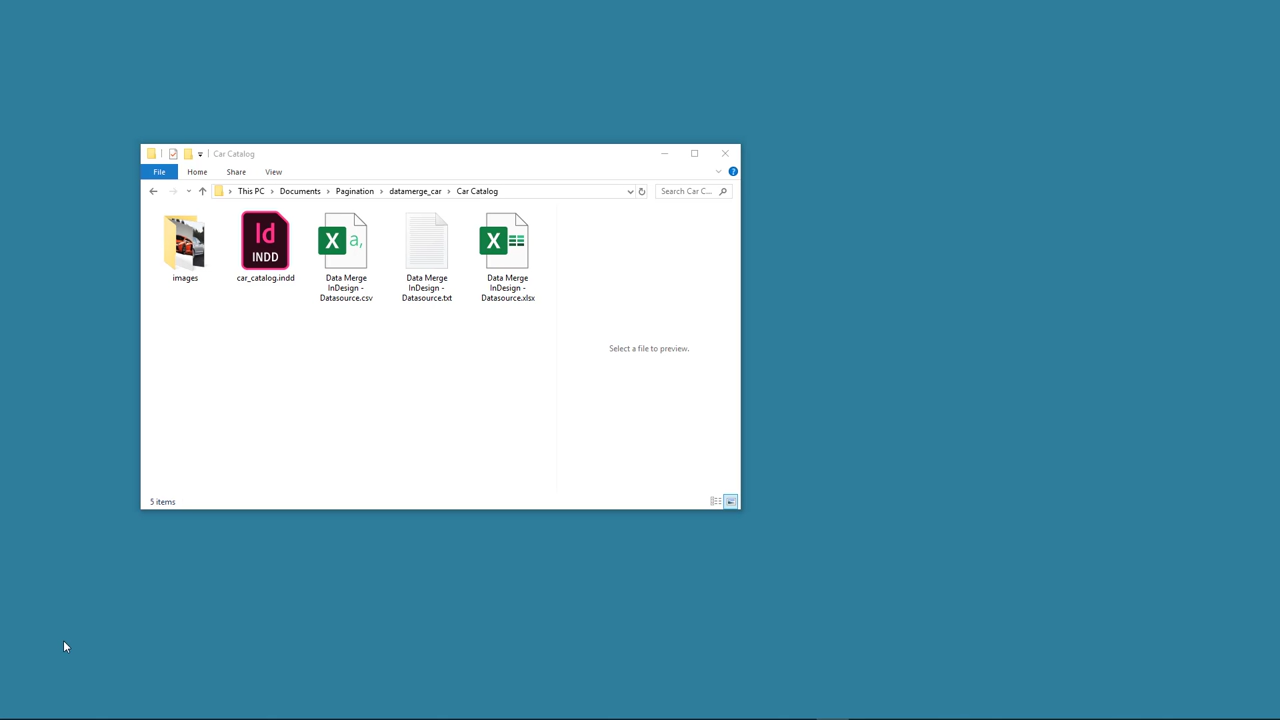 Car Catalog
File Home Share View
This PC Documents Pagination datamerge_car Car Catalog Search Car C...
Id
INDD
X a,
X
images
car_catalog.indd
Data Merge
InDesign -
Datasource.csv
Data Merge
InDesign -
Datasource.txt
Data Merge
InDesign -
Datasource.xlsx
Select a file to preview.
5 items